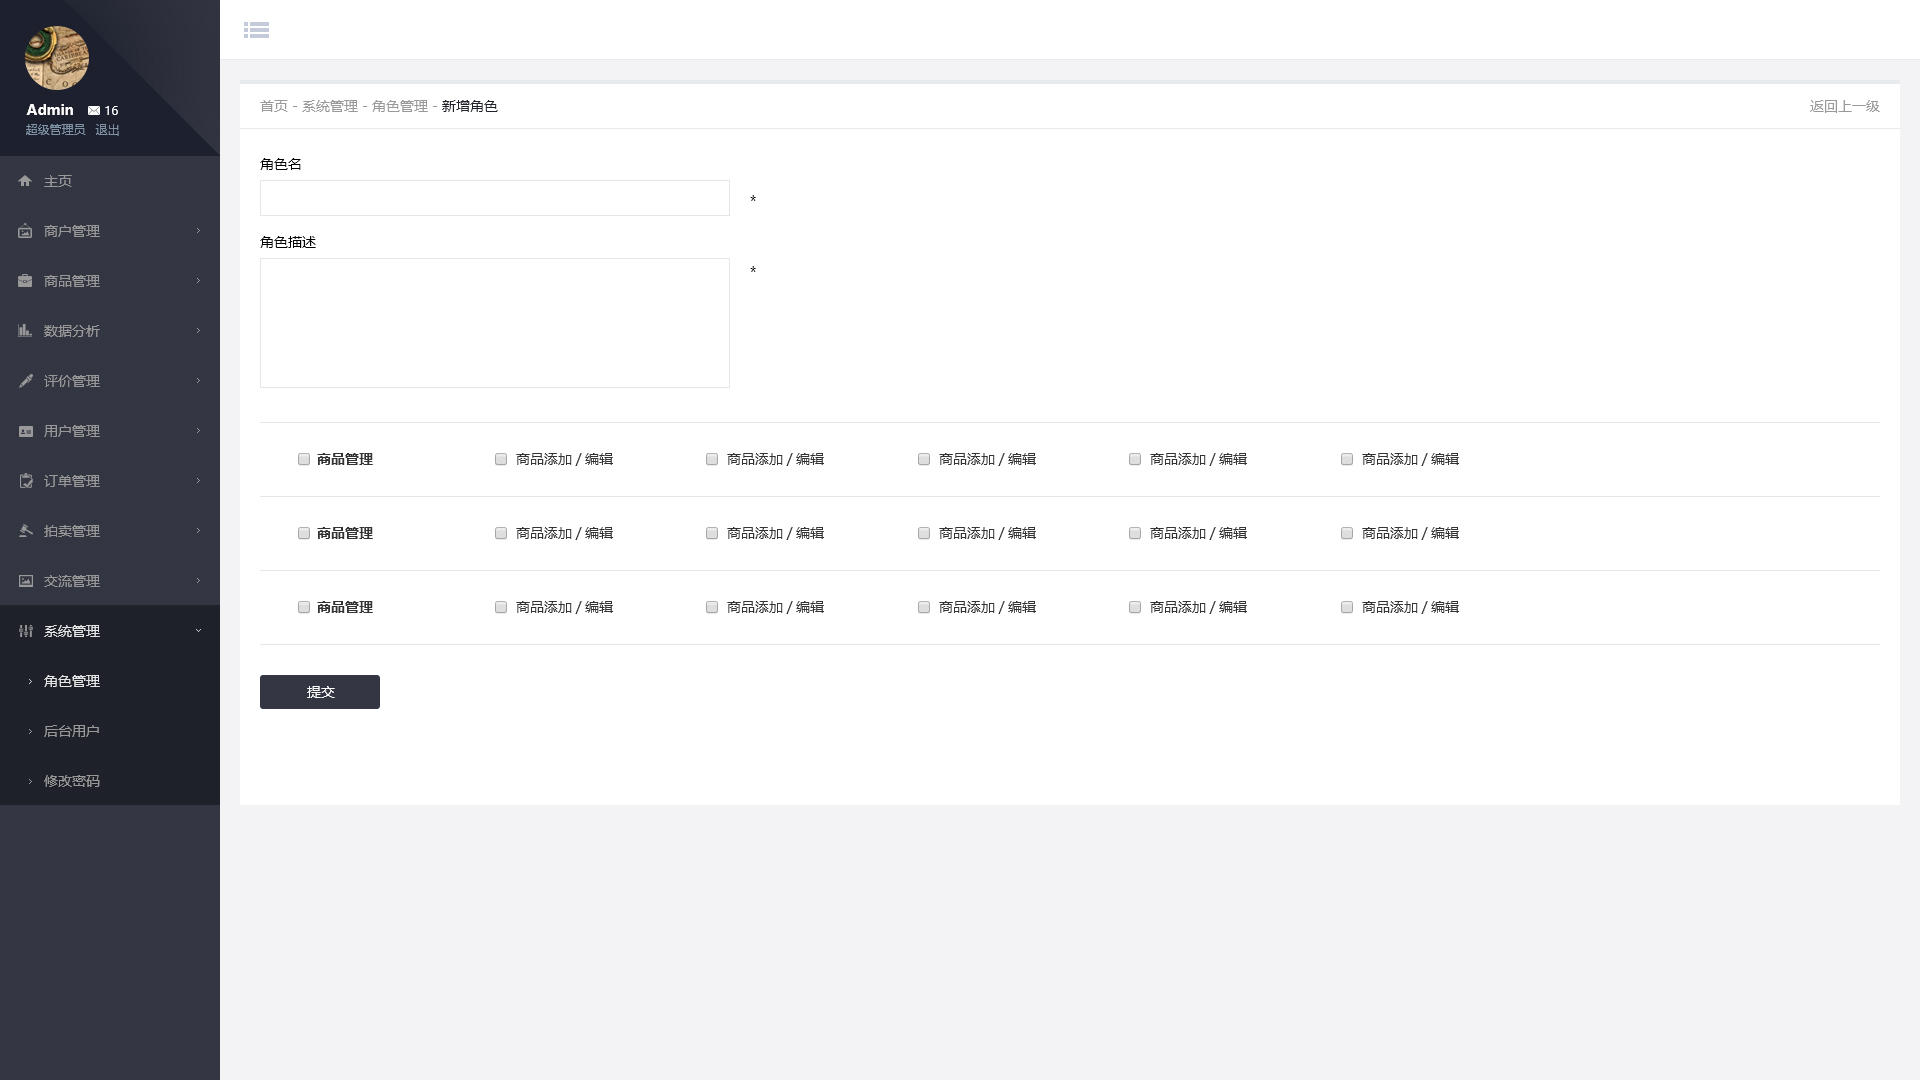 Admin 16
超级管理员 退出
主页
商户管理
商品管理
数据分析
评价管理
用户管理
订单管理
拍卖管理
交流管理
系统管理
角色管理
后台用户
修改密码
首页 - 系统管理 - 角色管理 - 新增角色 返回上一级
角色名
*
角色描述
*
商品管理 商品添加 / 编辑 商品添加 / 编辑 商品添加 / 编辑 商品添加 / 编辑 商品添加 / 编辑
商品管理 商品添加 / 编辑 商品添加 / 编辑 商品添加 / 编辑 商品添加 / 编辑 商品添加 / 编辑
商品管理 商品添加 / 编辑 商品添加 / 编辑 商品添加 / 编辑 商品添加 / 编辑 商品添加 / 编辑
提交